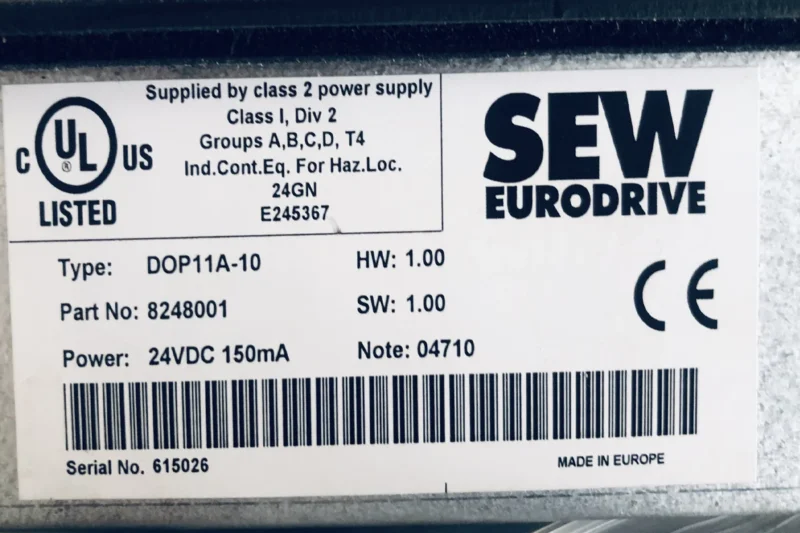 Supplied by class 2 power supply
Class I, Div 2
Groups A,B,C,D, T4
Ind.Cont.Eq. For Haz.Loc.
24GN
E245367
C UL ® US
LISTED
SEW
EURODRIVE
Type: DOP11A-10 HW: 1.00
Part No: 8248001 SW: 1.00
Power: 24VDC 150mA Note: 04710
CE
Serial No. 615026
MADE IN EUROPE